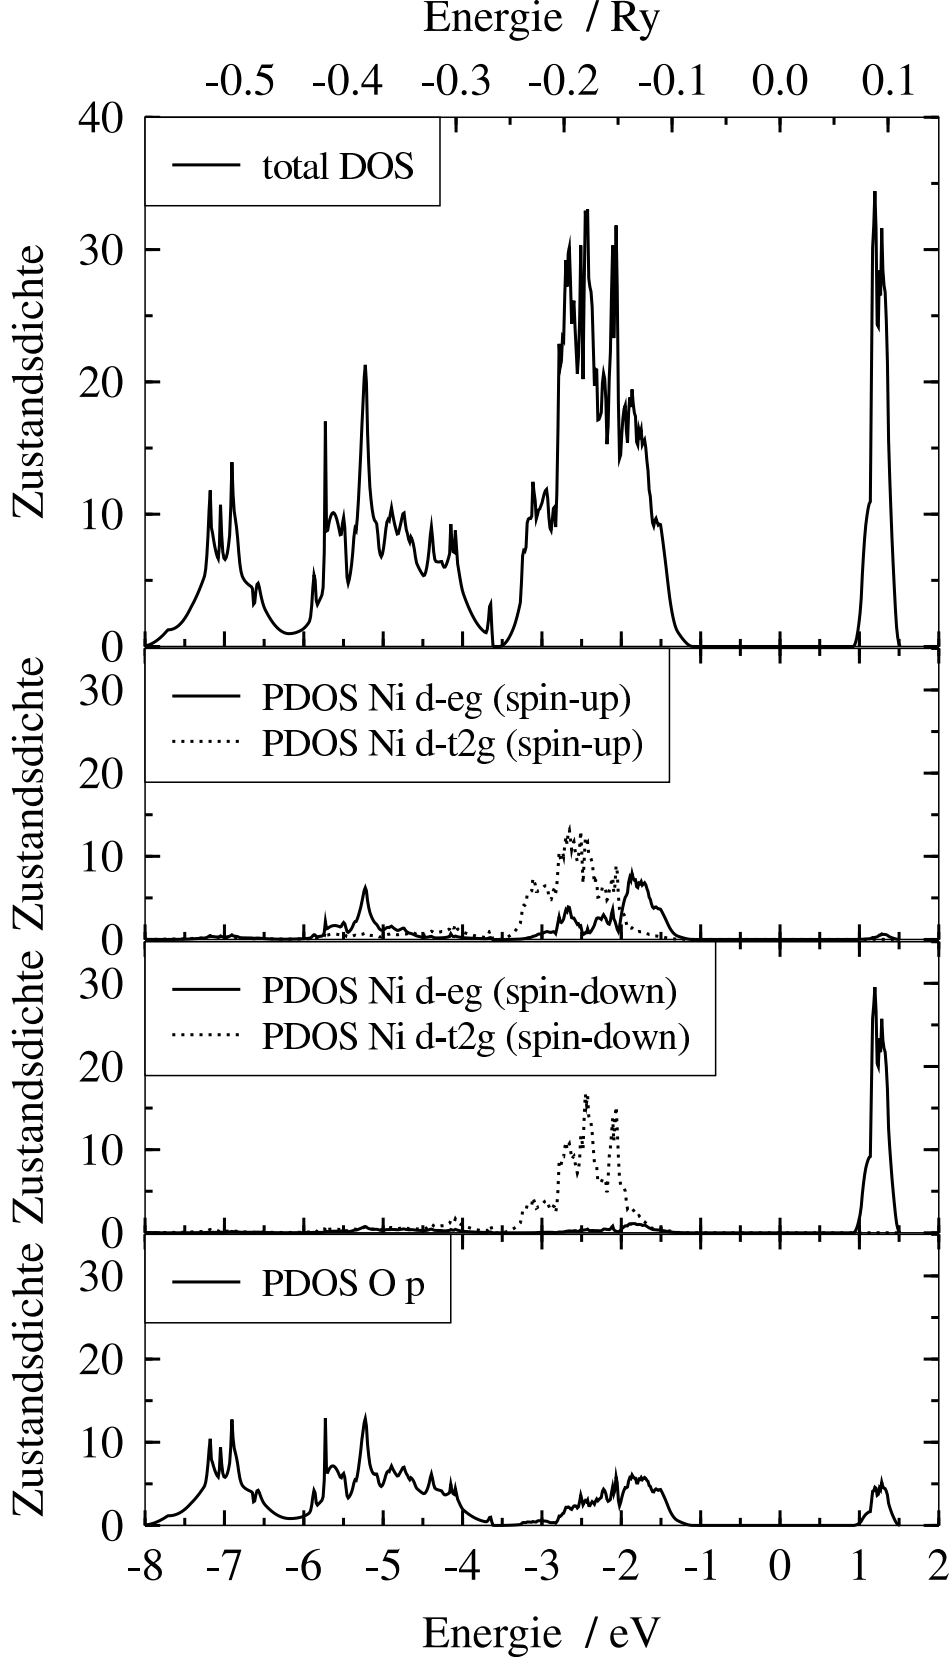 Energie / Ry
-0.5 -0.4 -0.3 -0.2 -0.1 0.0 0.1
40
total DOS
30
Zustandsdichte
20
10
0
PDOS Ni d-eg (spin-up)
PDOS Ni d-t2g (spin-up)
30
Zustandsdichte
20
10
0
PDOS Ni d-eg (spin-down)
PDOS Ni d-t2g (spin-down)
30
Zustandsdichte
20
10
0
PDOS O p
30
Zustandsdichte
20
10
0
-8 -7 -6 -5 -4 -3 -2 -1 0 1 2
Energie / eV